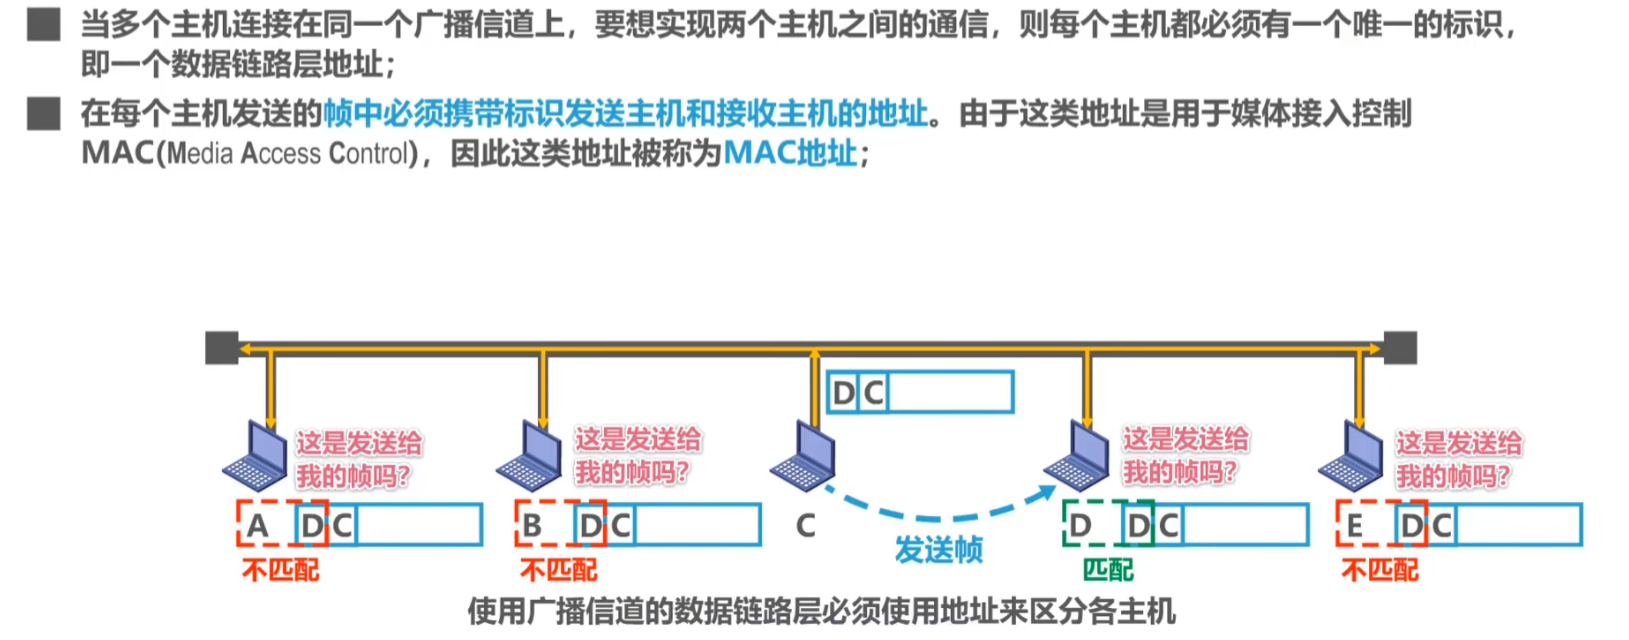 当多个主机连接在同一个广播信道上，要想实现两个主机之间的通信，则每个主机都必须有一个唯一的标识，
即一个数据链路层地址；
在每个主机发送的帧中必须携带标识发送主机和接收主机的地址。由于这类地址是用于媒体接入控制
MAC(Media Access Control)，因此这类地址被称为MAC地址；
D C
这是发送给
我的帧吗?
这是发送给
我的帧吗?
这是发送给
我的帧吗?
这是发送给
我的帧吗?
A D C
B D C
C
D D C
E D C
发送帧
不匹配
不匹配
匹配
不匹配
使用广播信道的数据链路层必须使用地址来区分各主机